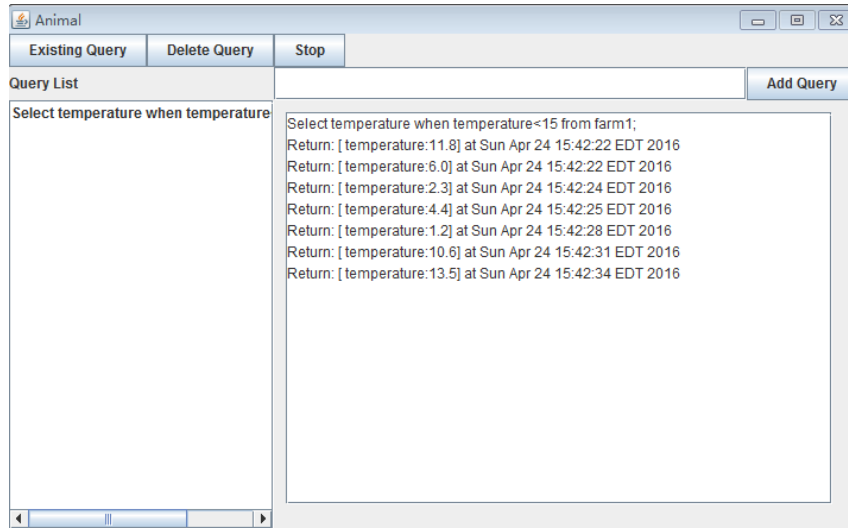 Animal
Existing Query Delete Query Stop
Query List Add Query
Select temperature when temperature
Select temperature when temperature<15 from farm1;
Return: [ temperature:11.8] at Sun Apr 24 15:42:22 EDT 2016
Return: [ temperature:6.0] at Sun Apr 24 15:42:22 EDT 2016
Return: [ temperature:2.3] at Sun Apr 24 15:42:24 EDT 2016
Return: [ temperature:4.4] at Sun Apr 24 15:42:25 EDT 2016
Return: [ temperature:1.2] at Sun Apr 24 15:42:28 EDT 2016
Return: [ temperature:10.6] at Sun Apr 24 15:42:31 EDT 2016
Return: [ temperature:13.5] at Sun Apr 24 15:42:34 EDT 2016